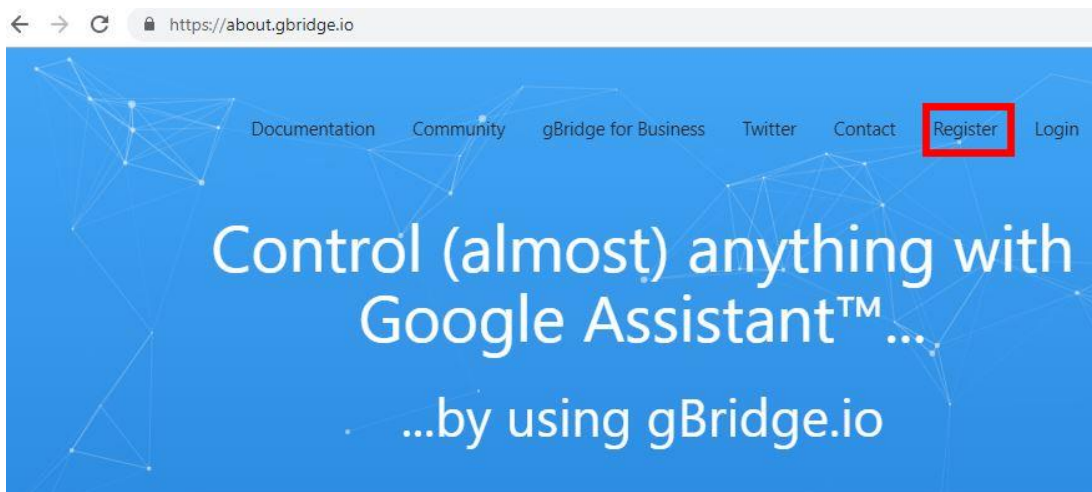 https://about.gbridge.io
Documentation Community gBridge for Business Twitter Contact Register Login
Control (almost) anything with
Google Assistant™...
...by using gBridge.io